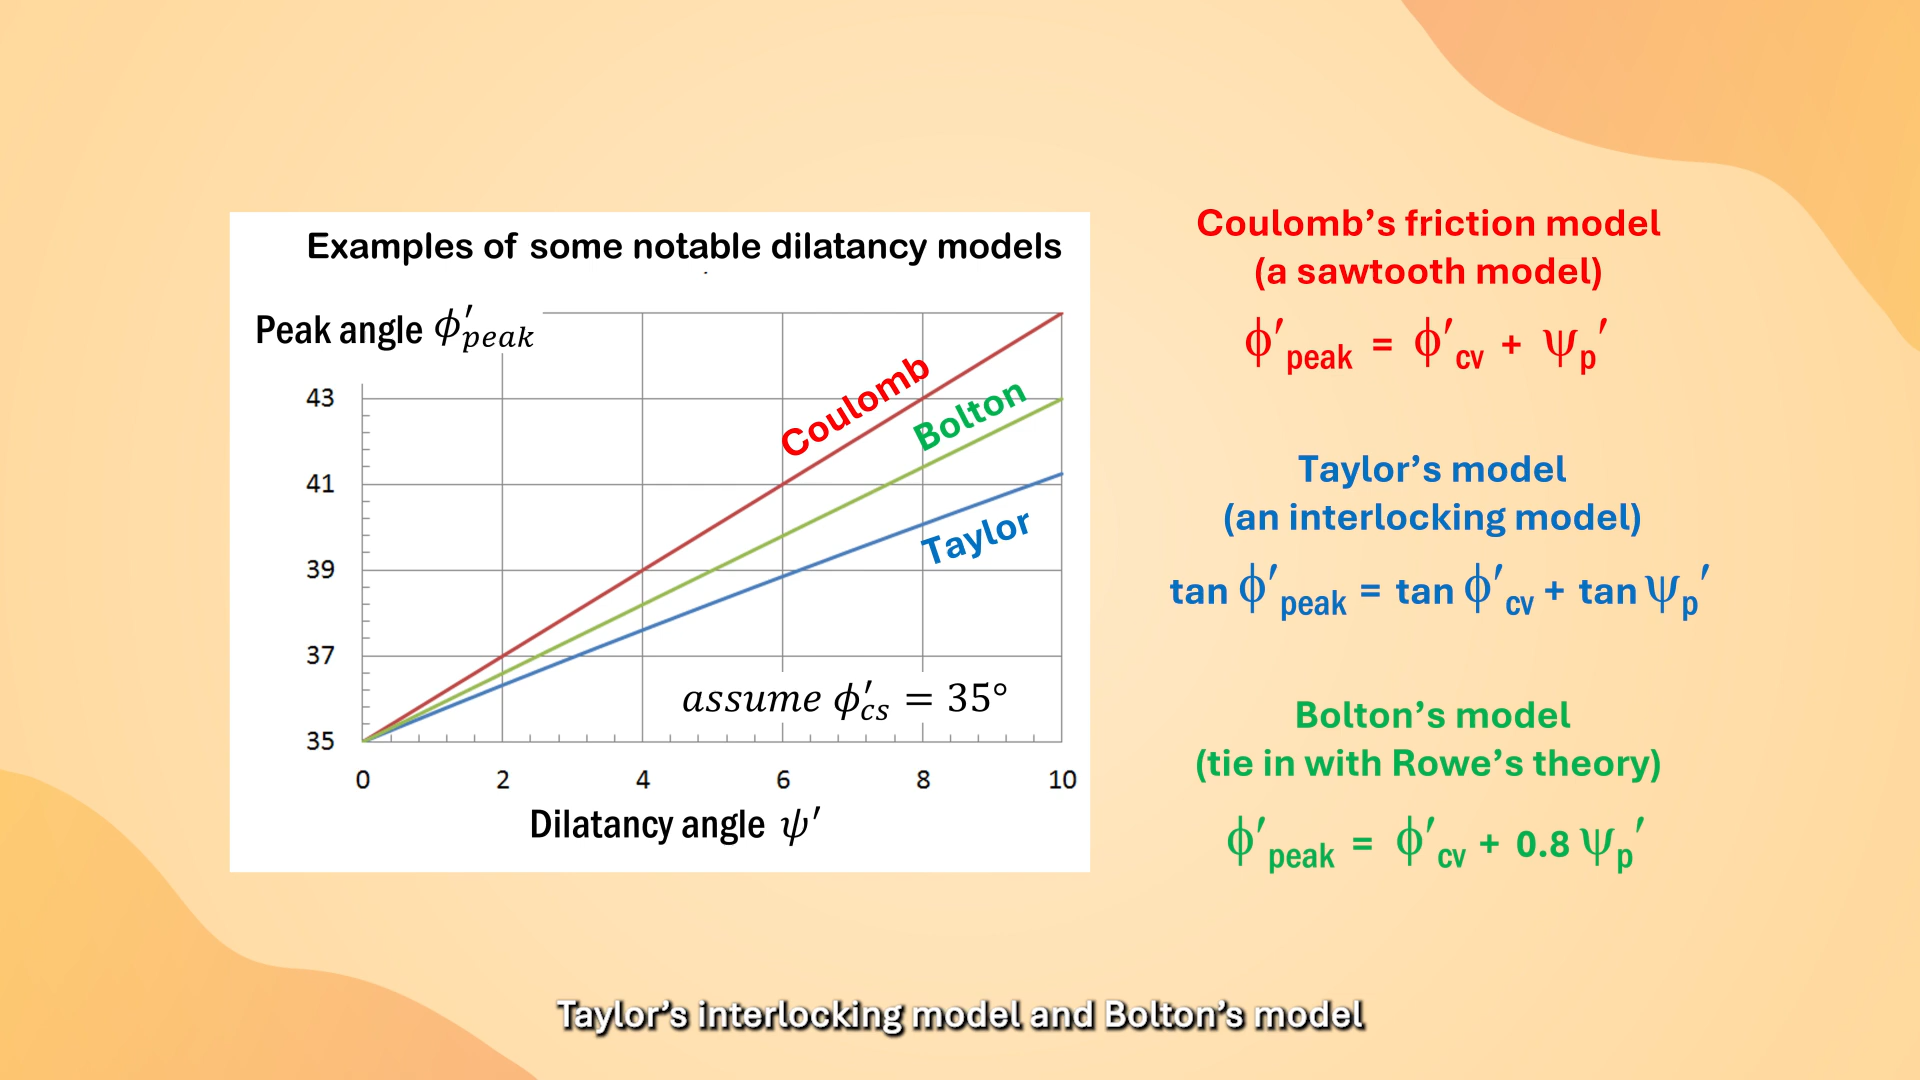 Examples of some notable dilatancy models
Peak angle ϕ′peak
43
41
39
37
35
0 2 4 6 8 10
Dilatancy angle ψ′
Coulomb
Bolton
Taylor
assume ϕ′cs = 35°
Coulomb’s friction model
(a sawtooth model)
ϕ′peak = ϕ′cv + ψp′
Taylor’s model
(an interlocking model)
tan ϕ′peak = tan ϕ′cv + tan ψp′
Bolton’s model
(tie in with Rowe’s theory)
ϕ′peak = ϕ′cv + 0.8 ψp′
Taylor’s interlocking model and Bolton’s model